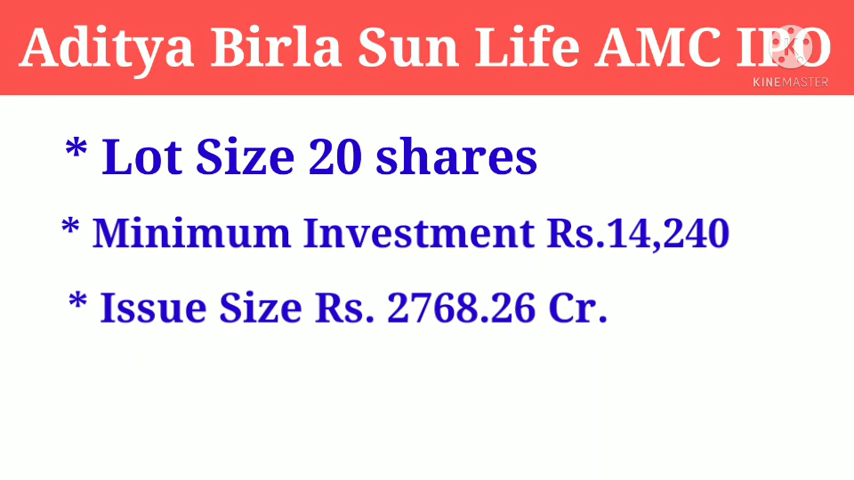 Aditya Birla Sun Life AMC IPO
KINEMASTER
* Lot Size 20 shares
* Minimum Investment Rs.14,240
* Issue Size Rs. 2768.26 Cr.